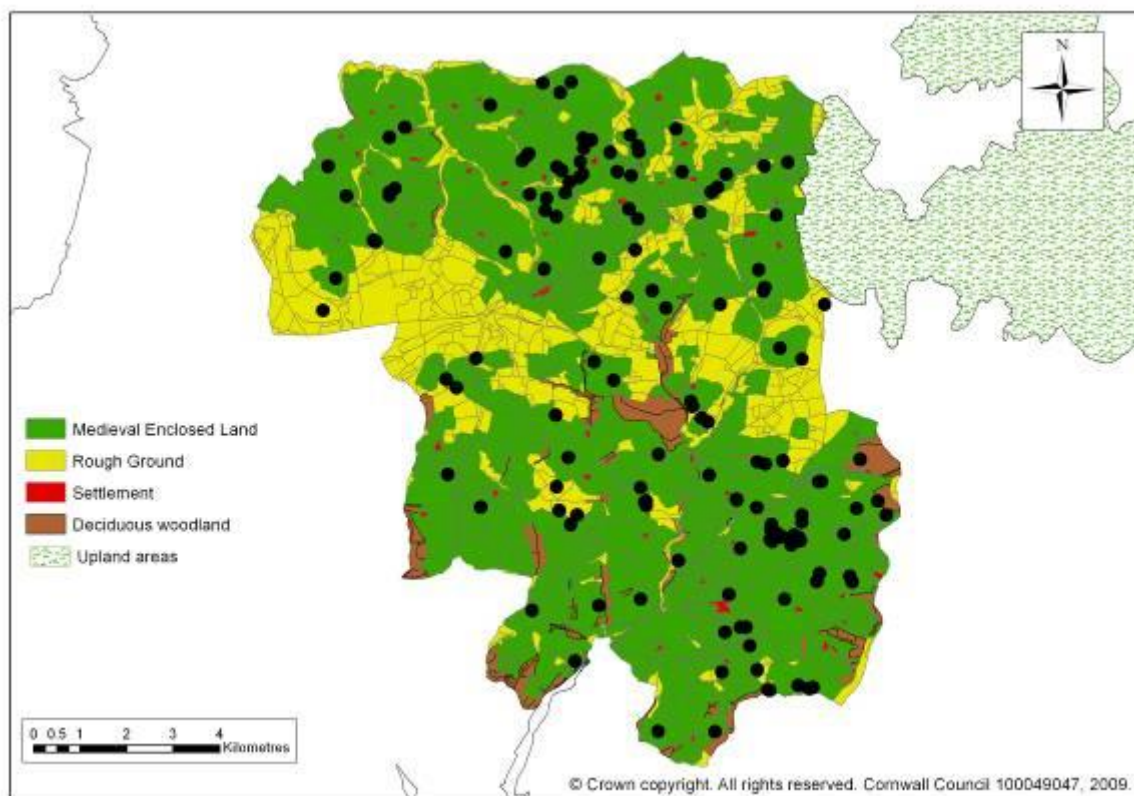 N
Medieval Enclosed Land
Rough Ground
Settlement
Deciduous woodland
Upland areas
0 0.5 1 2 3 4
Kilometres
© Crown copyright. All rights reserved. Cornwall Council 100049047, 2009.